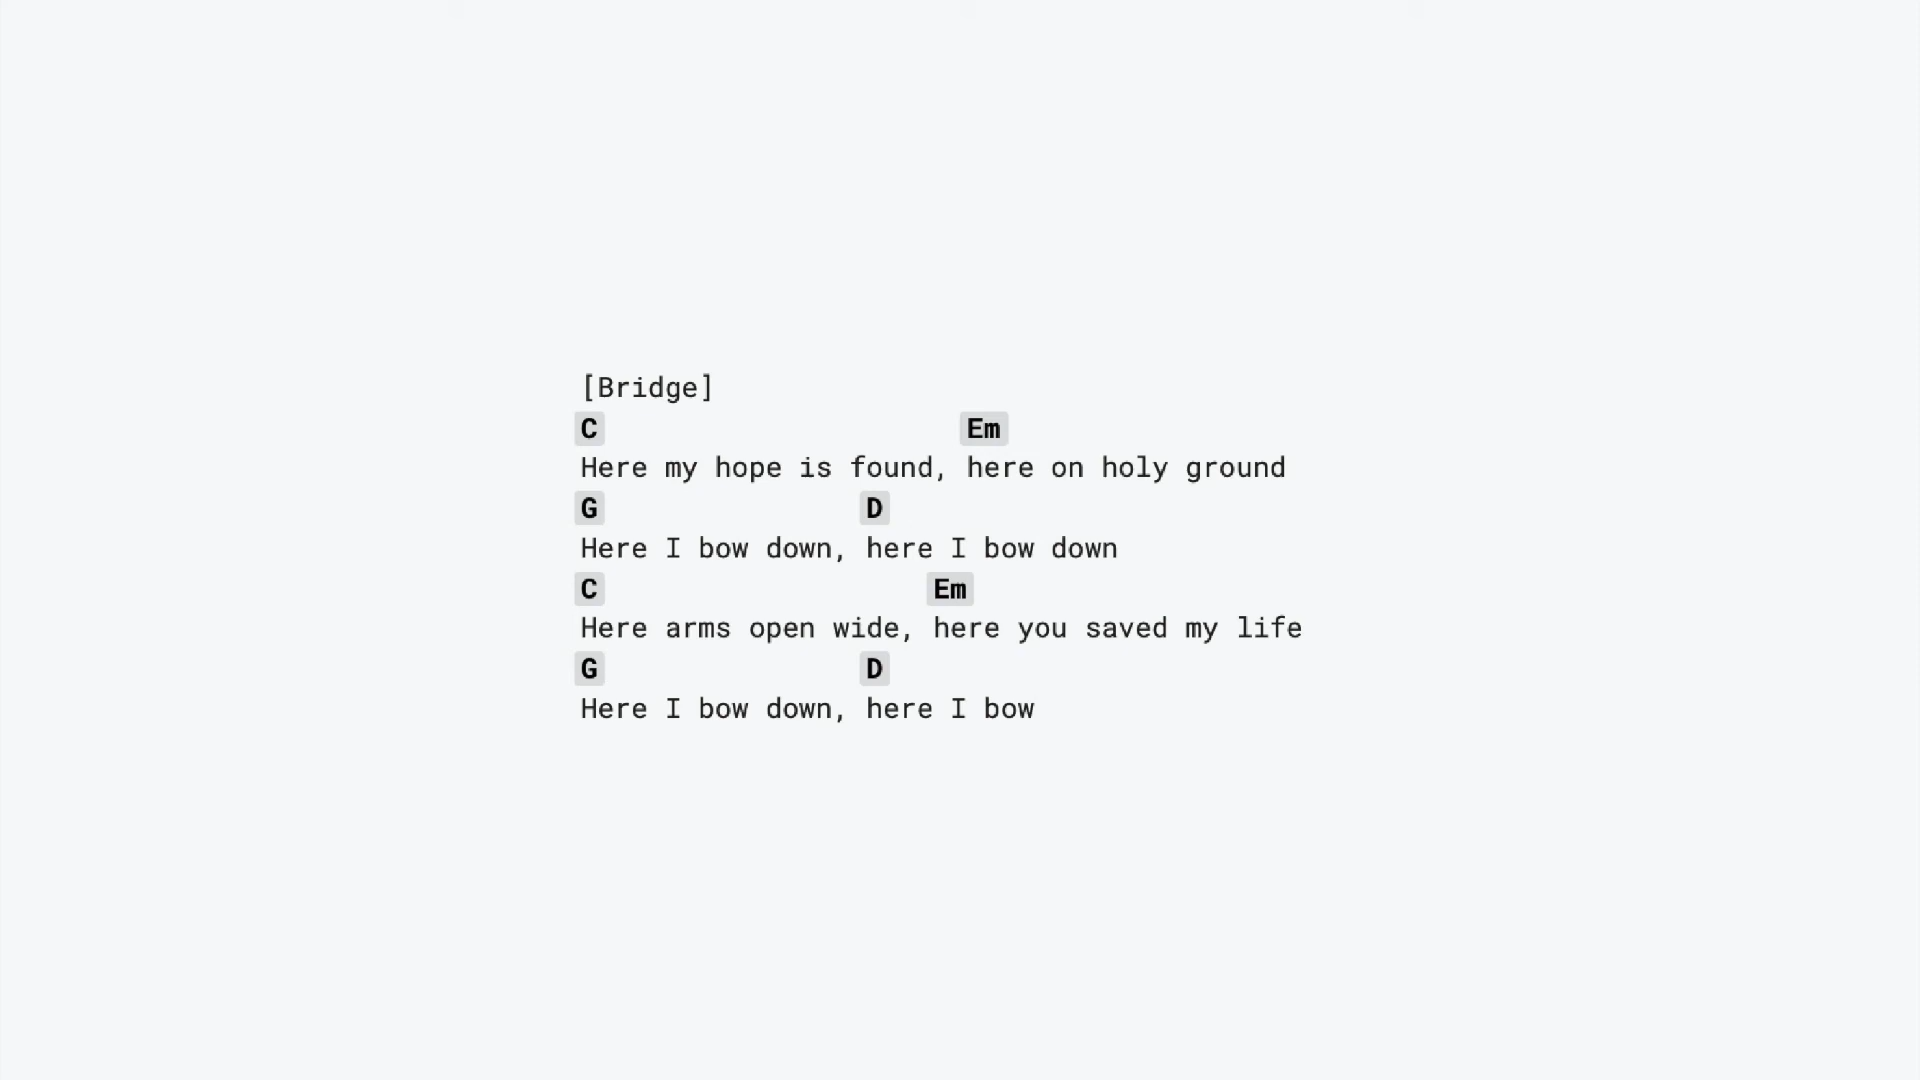 [Bridge]
C Em
Here my hope is found, here on holy ground
G D
Here I bow down, here I bow down
C Em
Here arms open wide, here you saved my life
G D
Here I bow down, here I bow